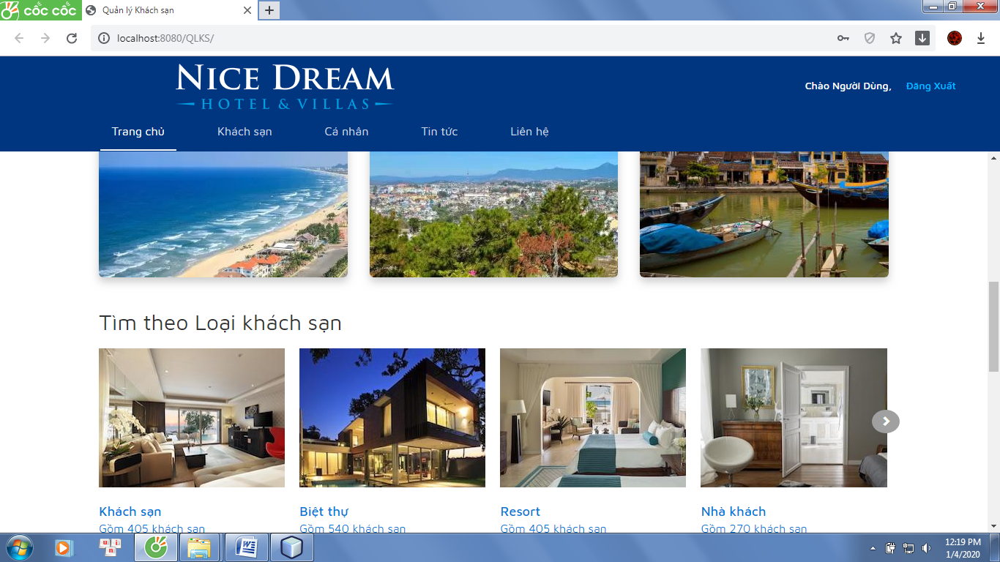 cốc cốc
Quản lý Khách sạn
localhost:8080/QLKS/
NICE DREAM
HOTEL & VILLAS
Chào Người Dùng, Đăng Xuất
Trang chủ Khách sạn Cá nhân Tin tức Liên hệ
Tìm theo Loại khách sạn
Khách sạn
Gồm 405 khách sạn
Biệt thự
Gồm 540 khách sạn
Resort
Gồm 405 khách sạn
Nhà khách
Gồm 270 khách sạn
u i n
12:19 PM
1/4/2020